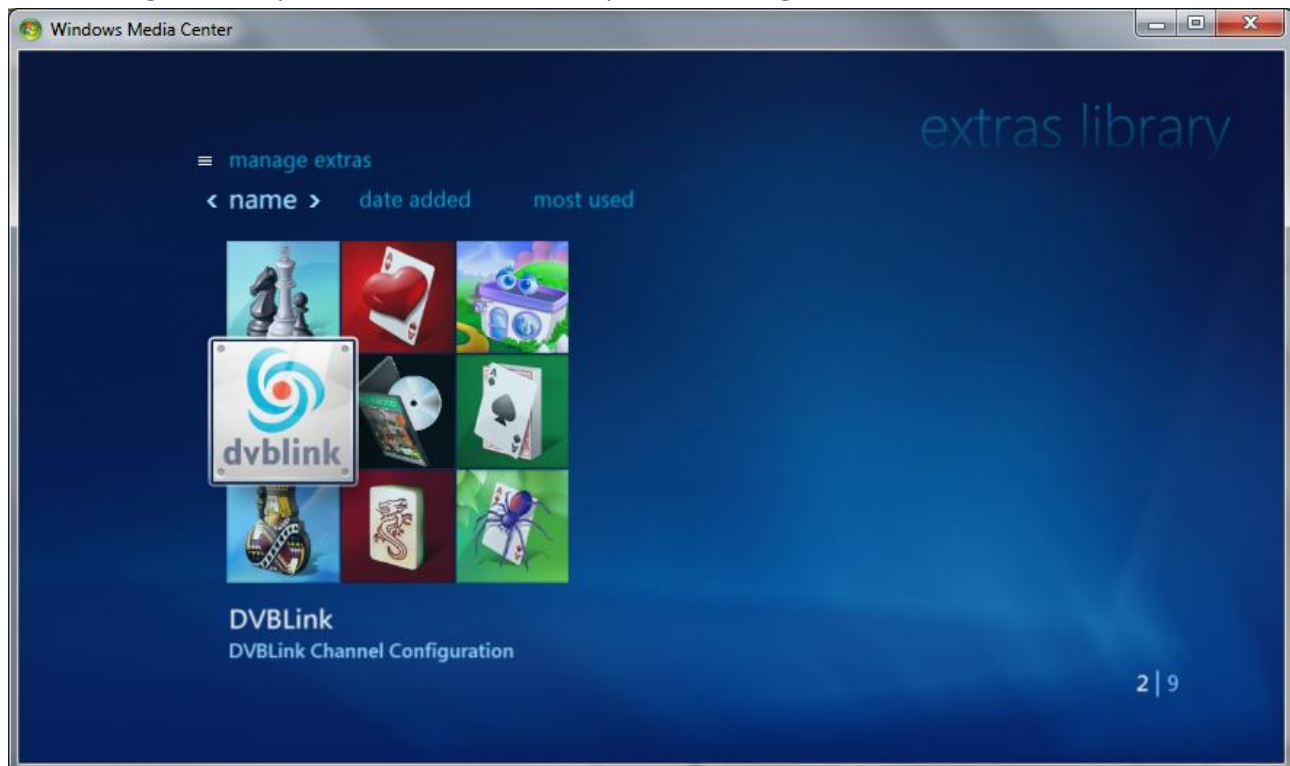 Windows Media Center
extras library
manage extras
name date added most used
dvblink
DVBLink
DVBLink Channel Configuration
2 | 9